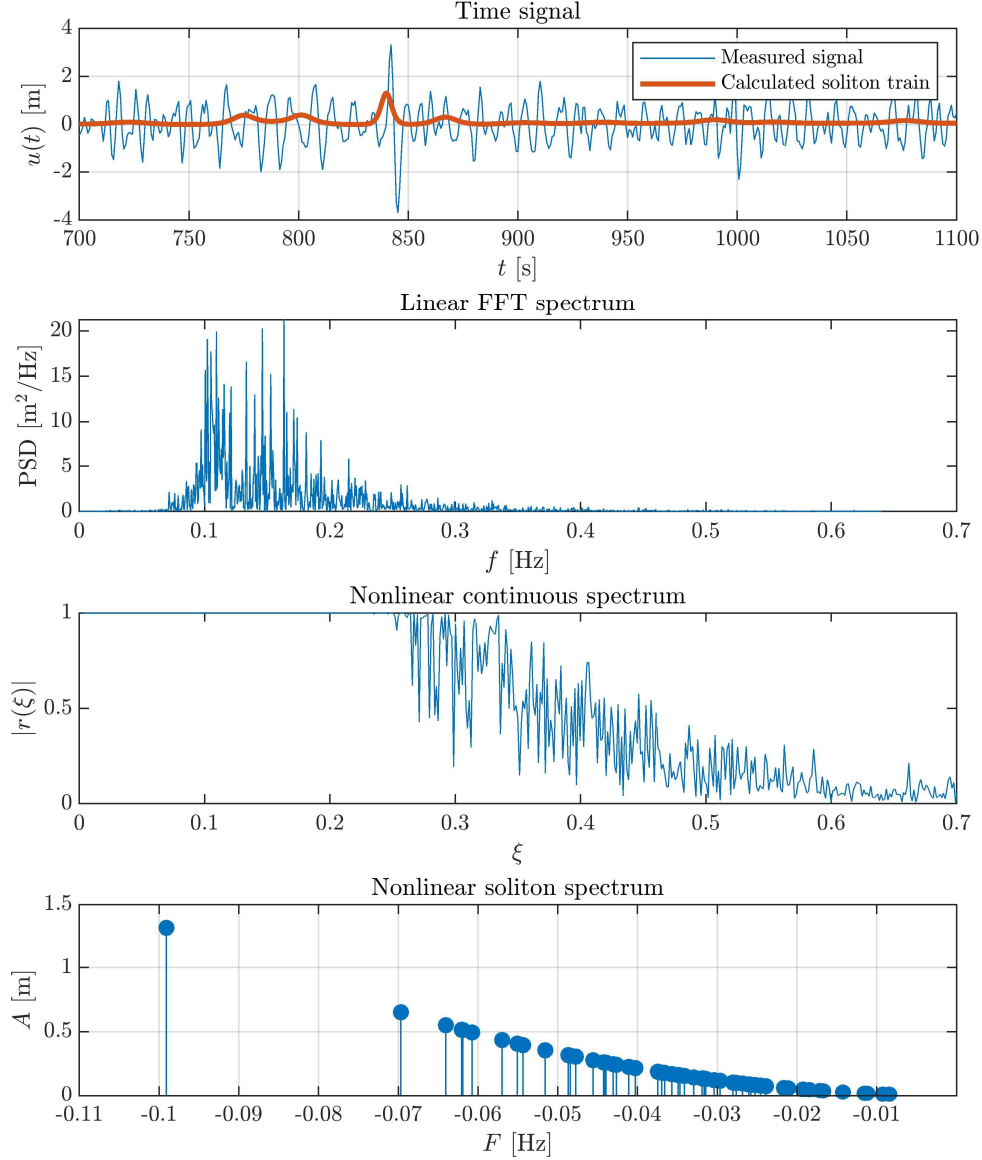 Time signal
4
2
0
-2
-4
u(t) [m]
Measured signal
Calculated soliton train
700 750 800 850 900 950 1000 1050 1100
t [s]
Linear FFT spectrum
20
15
10
5
0
PSD [m²/Hz]
0 0.1 0.2 0.3 0.4 0.5 0.6 0.7
f [Hz]
Nonlinear continuous spectrum
1
0.5
0
|r(ξ)|
0 0.1 0.2 0.3 0.4 0.5 0.6 0.7
ξ
Nonlinear soliton spectrum
1.5
1
0.5
0
A [m]
-0.11 -0.1 -0.09 -0.08 -0.07 -0.06 -0.05 -0.04 -0.03 -0.02 -0.01
F [Hz]